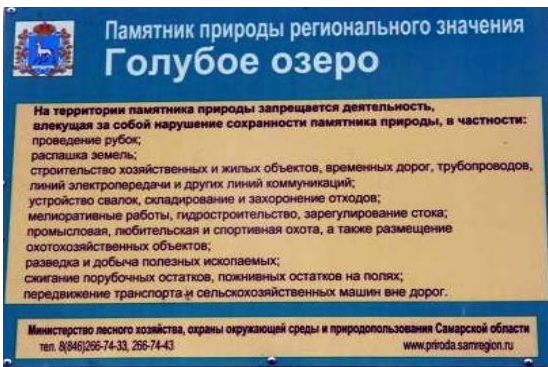 Памятник природы регионального значения
Голубое озеро
На территории памятника природы запрещается деятельность,
влекущая за собой нарушение сохранности памятника природы, в частности:
проведение рубок;
распашка земель;
строительство хозяйственных и жилых объектов, временных дорог, трубопроводов,
линий электропередачи и других линий коммуникаций;
устройство свалок, складирование и захоронение отходов;
мелиоративные работы, гидростроительство, зарегулирование стока;
промысловая, любительская и спортивная охота, а также размещение
охотохозяйственных объектов;
разведка и добыча полезных ископаемых;
сжигание порубочных остатков, пожнивных остатков на полях;
передвижение транспорта и сельскохозяйственных машин вне дорог.
Министерство лесного хозяйства, охраны окружающей среды и природопользования Самарской области
тел. 8(846)266-74-33, 266-74-43 www.priroda.samregion.ru